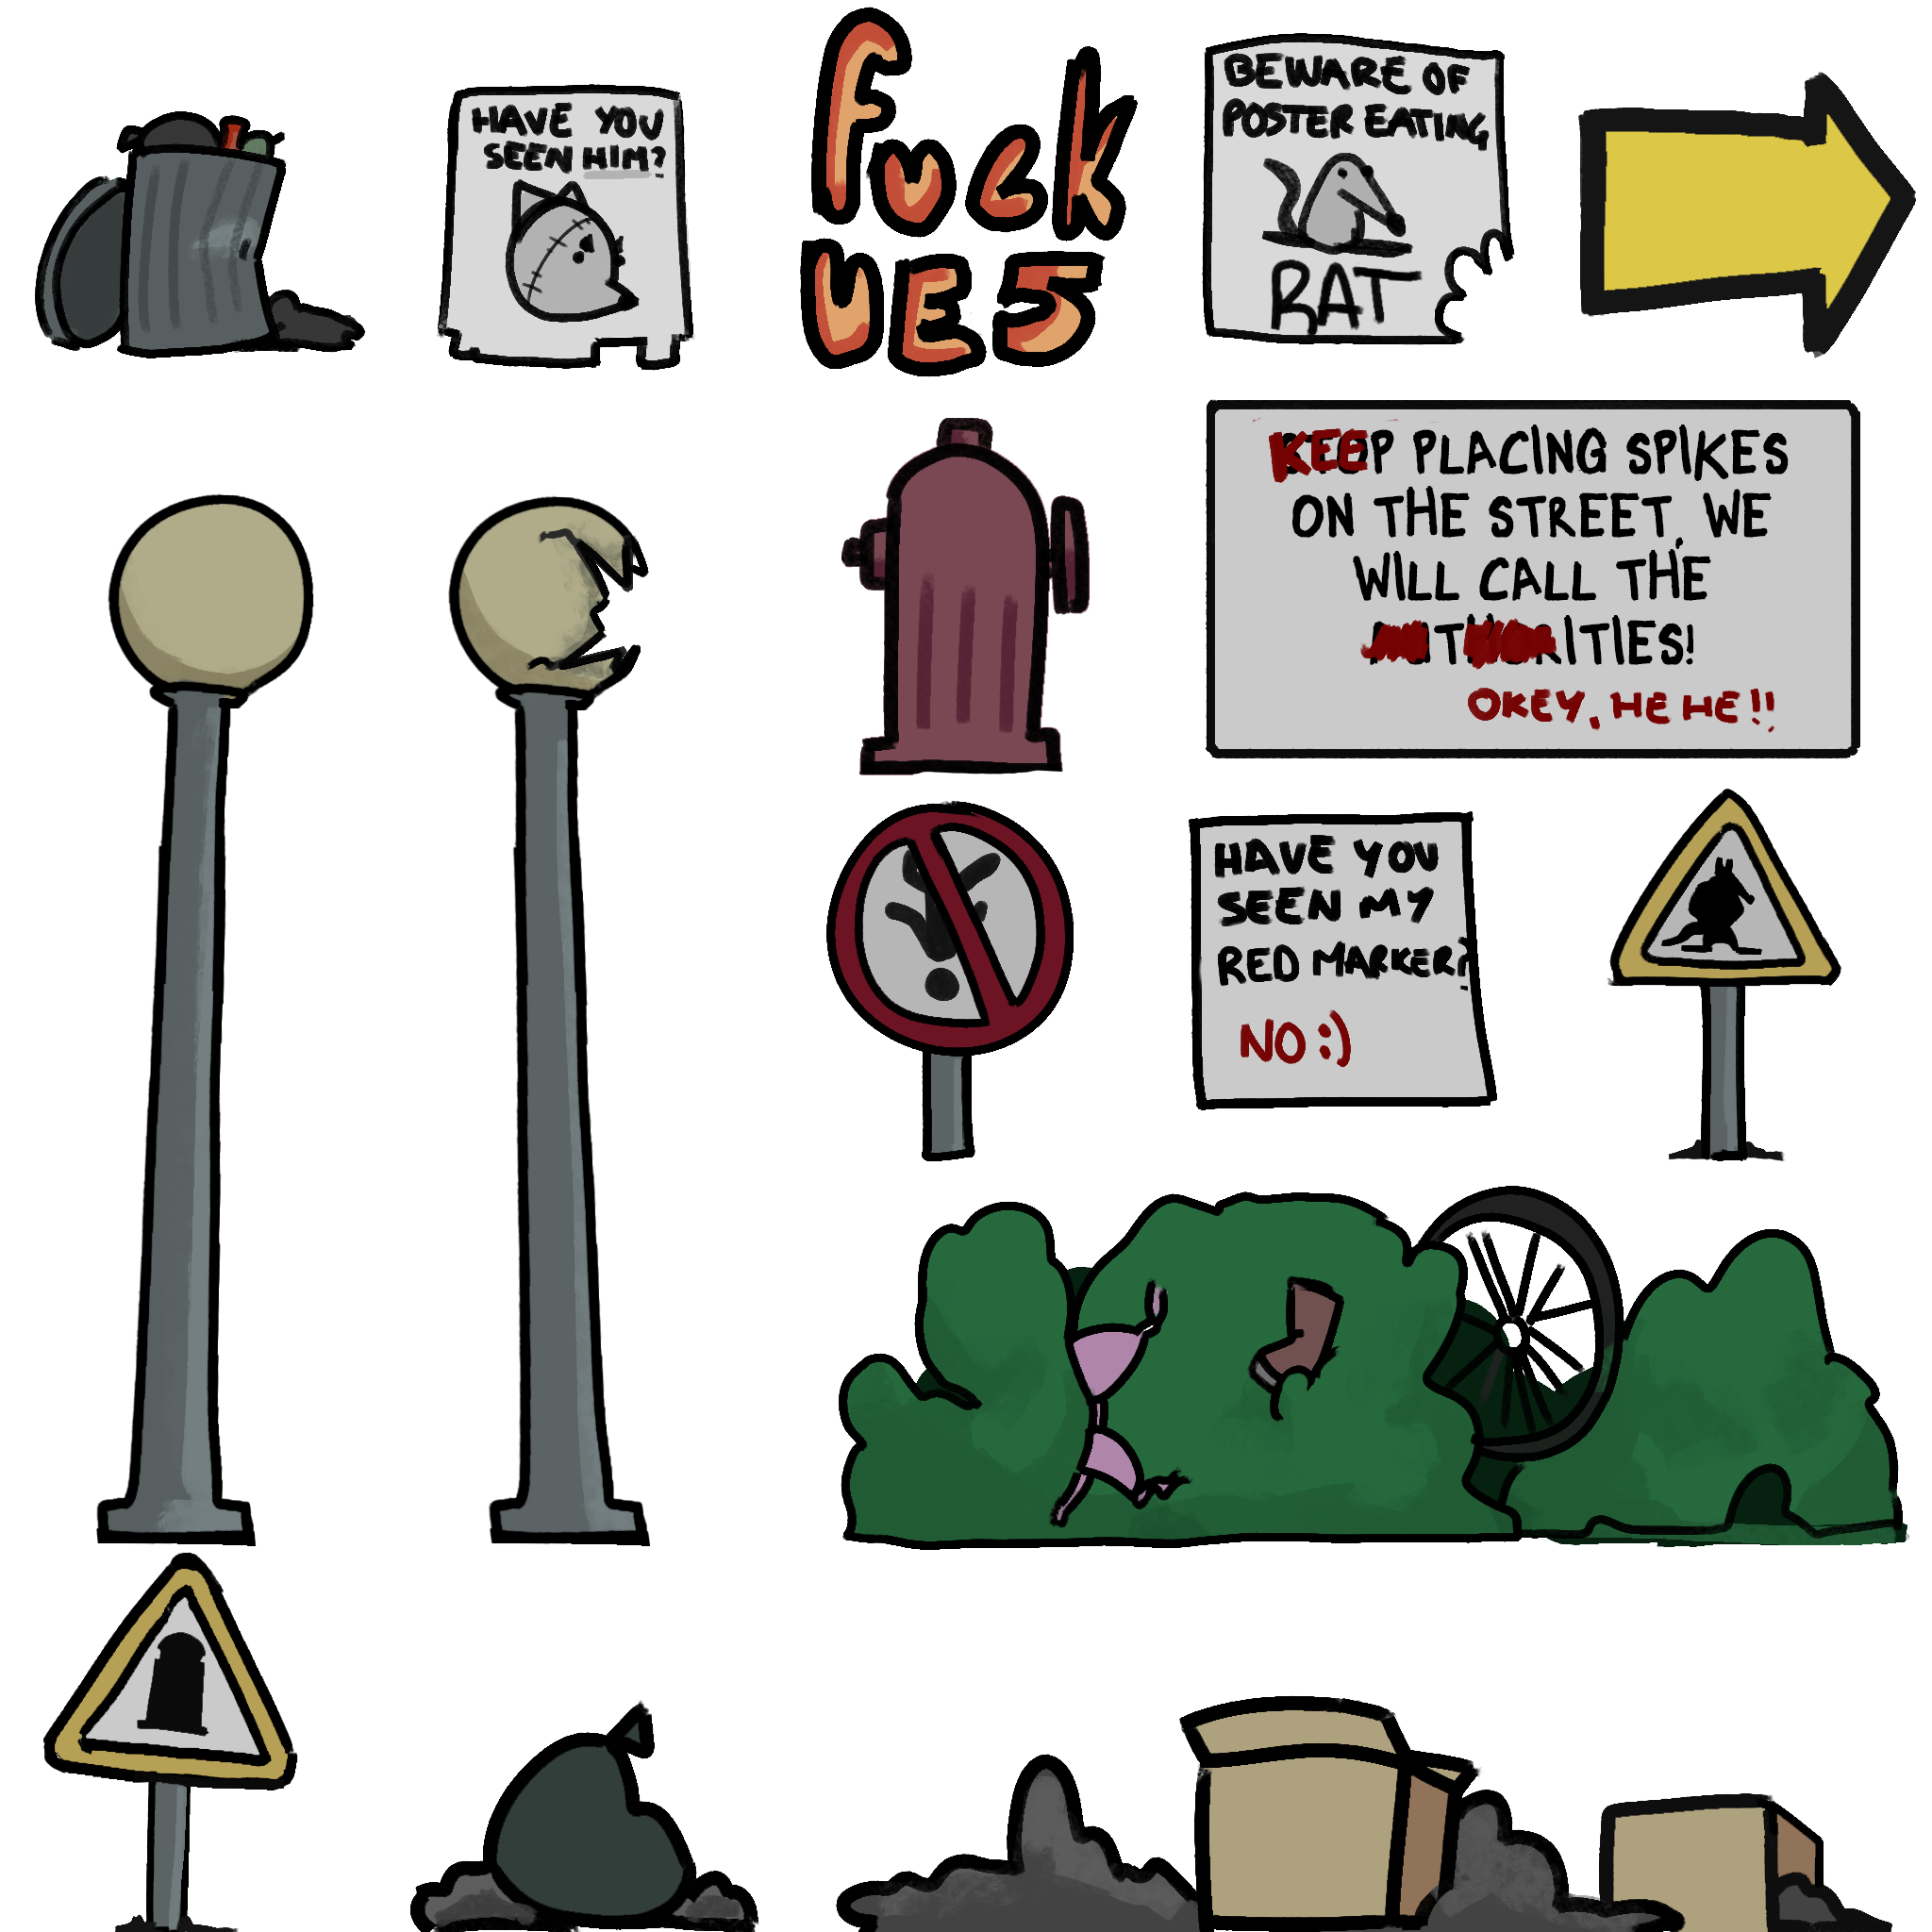 HAVE YOU
SEEN HIM?
Fuck
UE5
BEWARE OF
POSTER EATING
RAT
KEEP PLACING SPIKES
ON THE STREET, WE
WILL CALL THE
T RITIES!
OKEY, HE HE!!
HAVE YOU
SEEN MY
RED MARKER?
NO :)